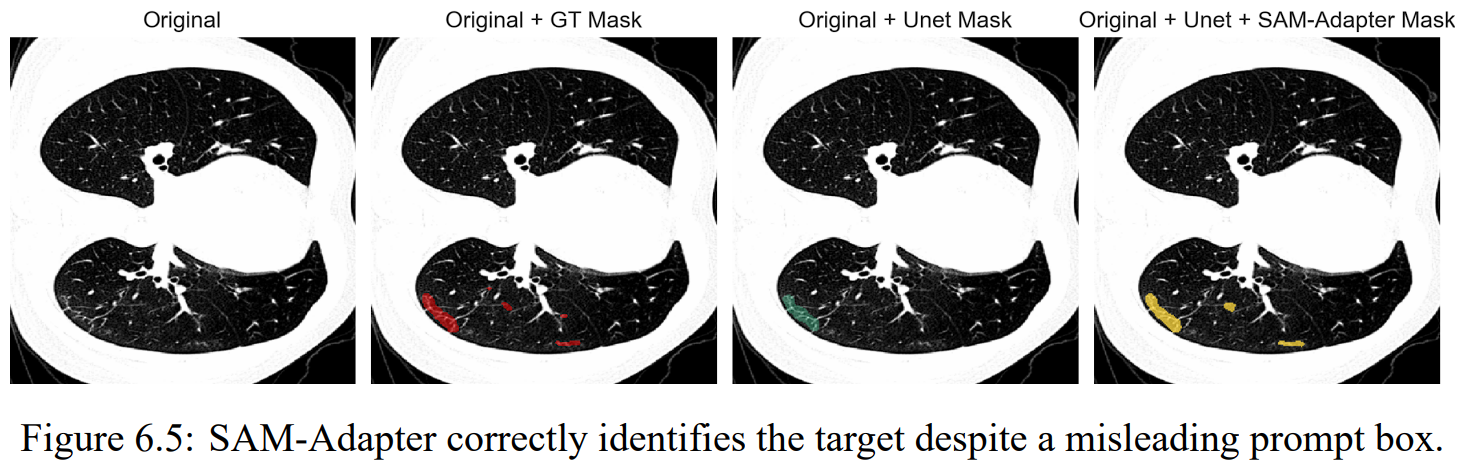 Original
Original + GT Mask
Original + Unet Mask
Original + Unet + SAM-Adapter Mask
Figure 6.5: SAM-Adapter correctly identifies the target despite a misleading prompt box.